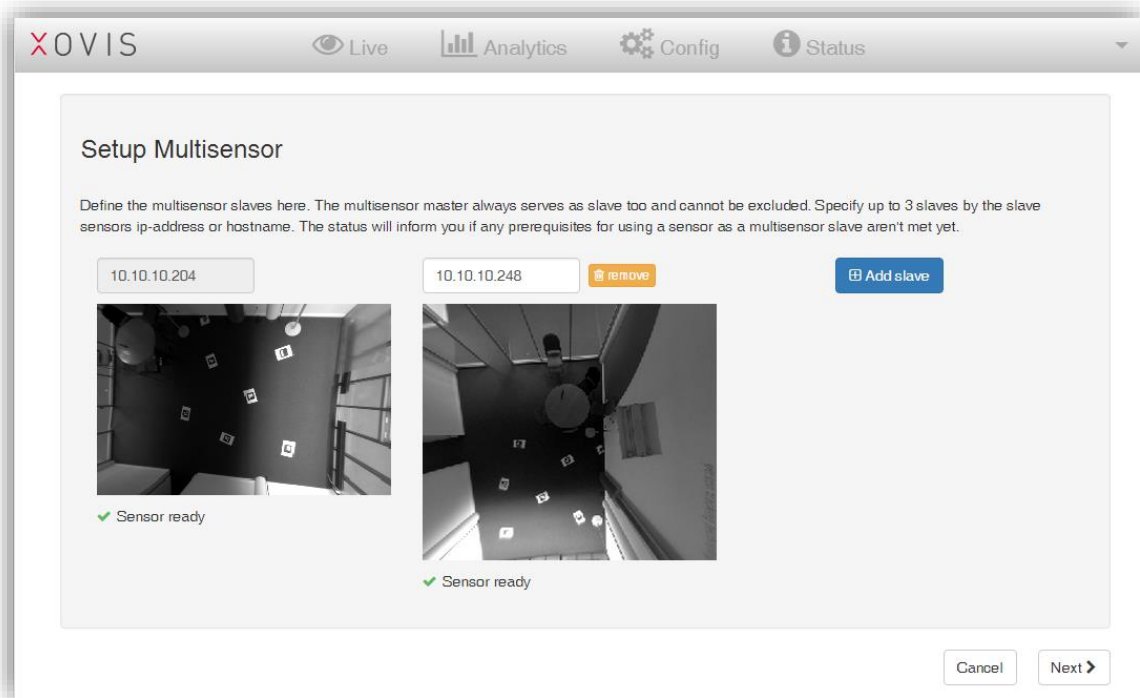 XOVIS
Live
Analytics
Config
Status
Setup Multisensor
Define the multisensor slaves here. The multisensor master always serves as slave too and cannot be excluded. Specify up to 3 slaves by the slave
sensors ip-address or hostname. The status will inform you if any prerequisites for using a sensor as a multisensor slave aren't met yet.
10.10.10.204
10.10.10.248
remove
Add slave
Sensor ready
Sensor ready
Cancel
Next